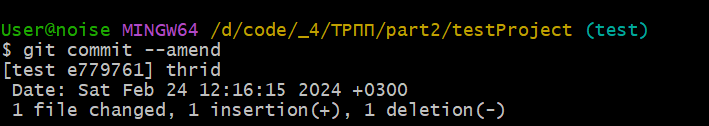 User@noise MINGW64 /d/code/_4/ТРПП/part2/testProject (test)
$ git commit --amend
[test e779761] thrid
 Date: Sat Feb 24 12:16:15 2024 +0300
 1 file changed, 1 insertion(+), 1 deletion(-)